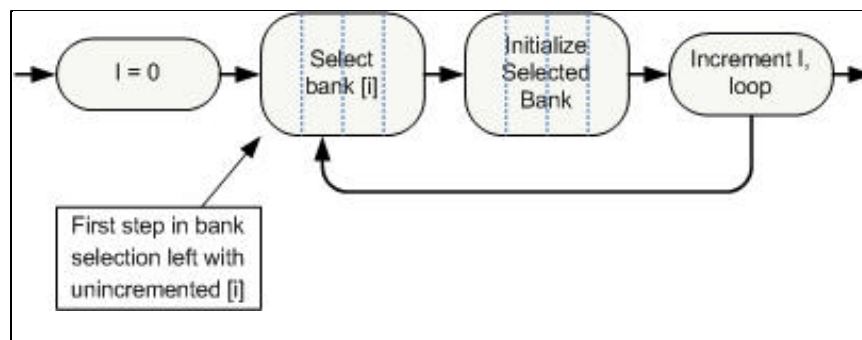 I = 0
Select
bank [i]
Initialize
Selected
Bank
Increment I,
loop
First step in bank
selection left with
unincremented [i]